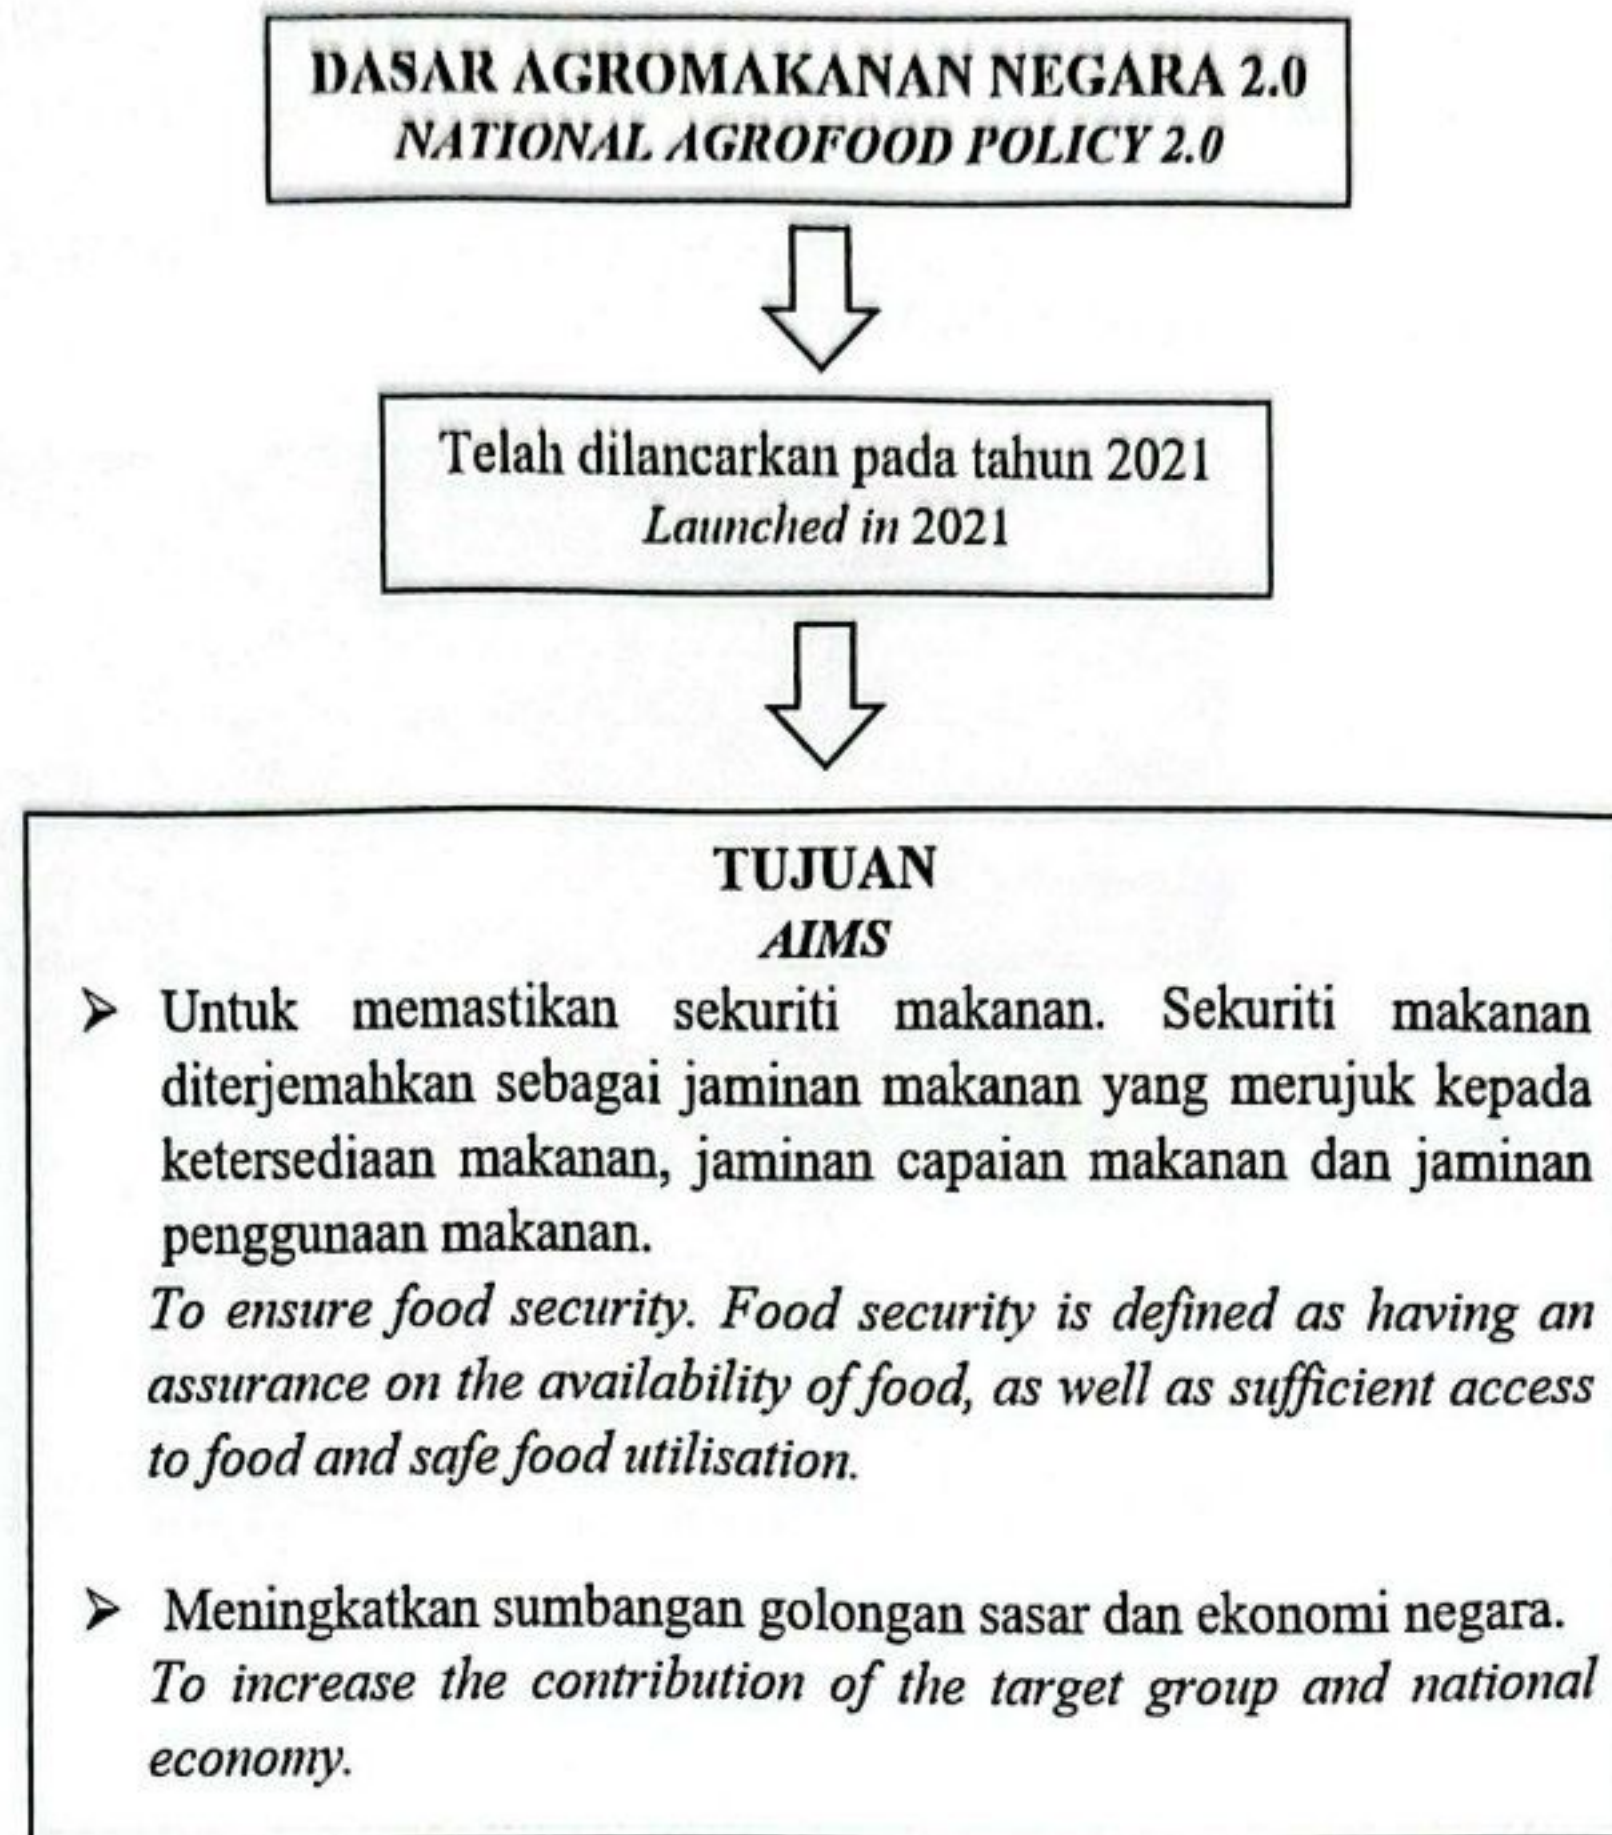 DASAR AGROMAKANAN NEGARA 2.0
NATIONAL AGROFOOD POLICY 2.0
Telah dilancarkan pada tahun 2021
Launched in 2021
TUJUAN
AIMS
➢ Untuk memastikan sekuriti makanan. Sekuriti makanan
diterjemahkan sebagai jaminan makanan yang merujuk kepada
ketersediaan makanan, jaminan capaian makanan dan jaminan
penggunaan makanan.
To ensure food security. Food security is defined as having an
assurance on the availability of food, as well as sufficient access
to food and safe food utilisation.
➢ Meningkatkan sumbangan golongan sasar dan ekonomi negara.
To increase the contribution of the target group and national
economy.